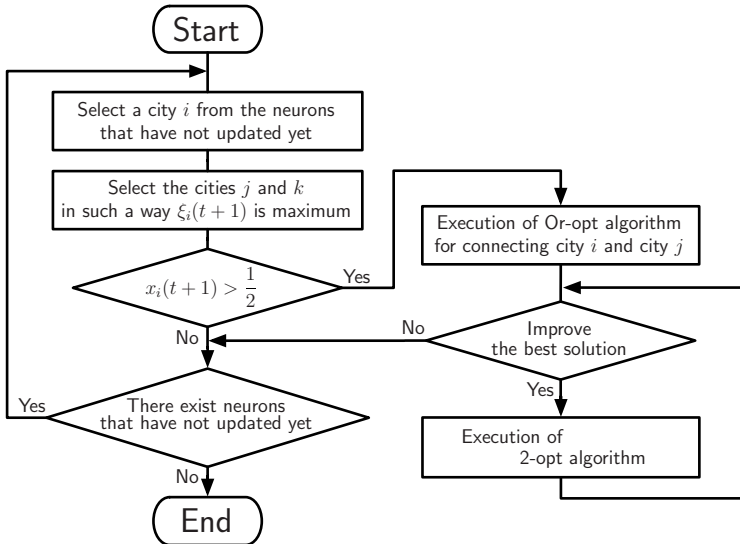 Start
Select a city i from the neurons
that have not updated yet
Select the cities j and k
in such a way ξᵢ(t + 1) is maximum
xᵢ(t + 1) > 1/2
Yes
No
There exist neurons
that have not updated yet
Yes
No
End
Execution of Or-opt algorithm
for connecting city i and city j
Improve
the best solution
No
Yes
Execution of
2-opt algorithm